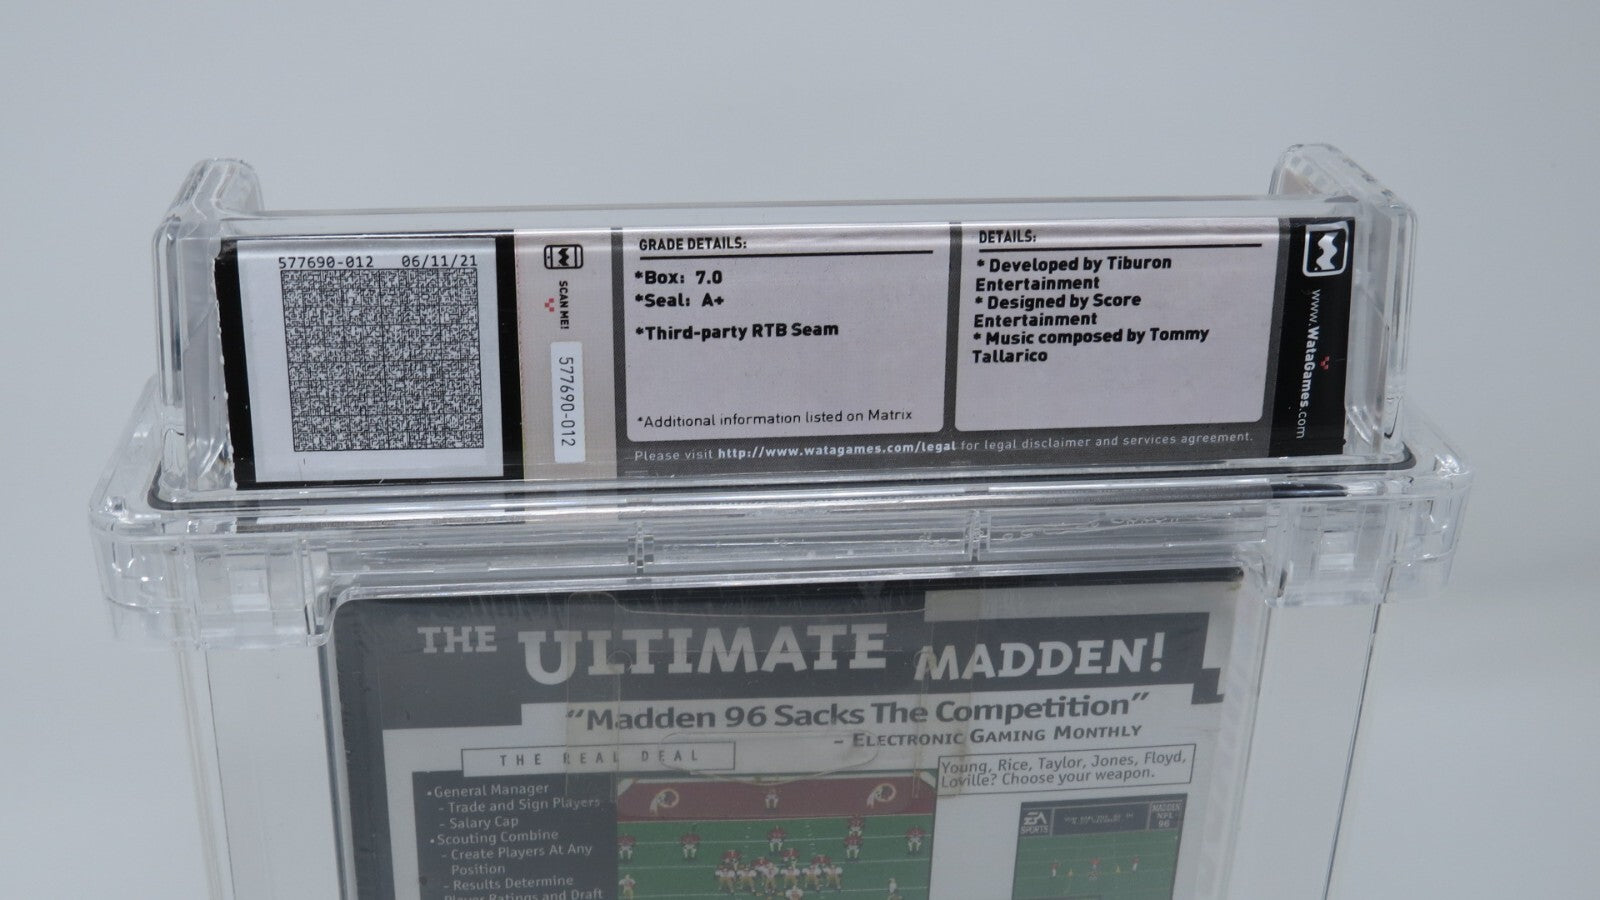 577690-012 06/11/21
SCAN ME!
577690-012
GRADE DETAILS:
*Box: 7.0
*Seal: A+
*Third-party RTB Seam
*Additional information listed on Matrix
DETAILS:
* Developed by Tiburon
Entertainment
* Designed by Score
Entertainment
* Music composed by Tommy
Tallarico
Please visit http://www.watagames.com/legal for legal disclaimer and services agreement.
www.WataGames.com
THE ULTIMATE MADDEN!
"Madden 96 Sacks The Competition"
~ ELECTRONIC GAMING MONTHLY
THE REAL DEAL
•General Manager
- Trade and Sign Players
- Salary Cap
•Scouting Combine
- Create Players At Any
Position
- Results Determine
Player Ratings and Draft
Young, Rice, Taylor, Jones, Floyd,
Loville? Choose your weapon.
EA
SPORTS
MADDEN
NFL
96